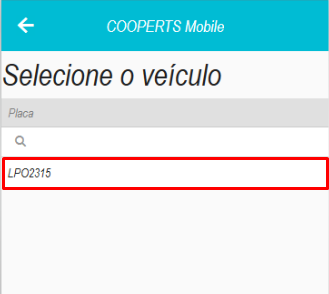 COOPERTS Mobile
Selecione o veículo
Placa
LPO2315